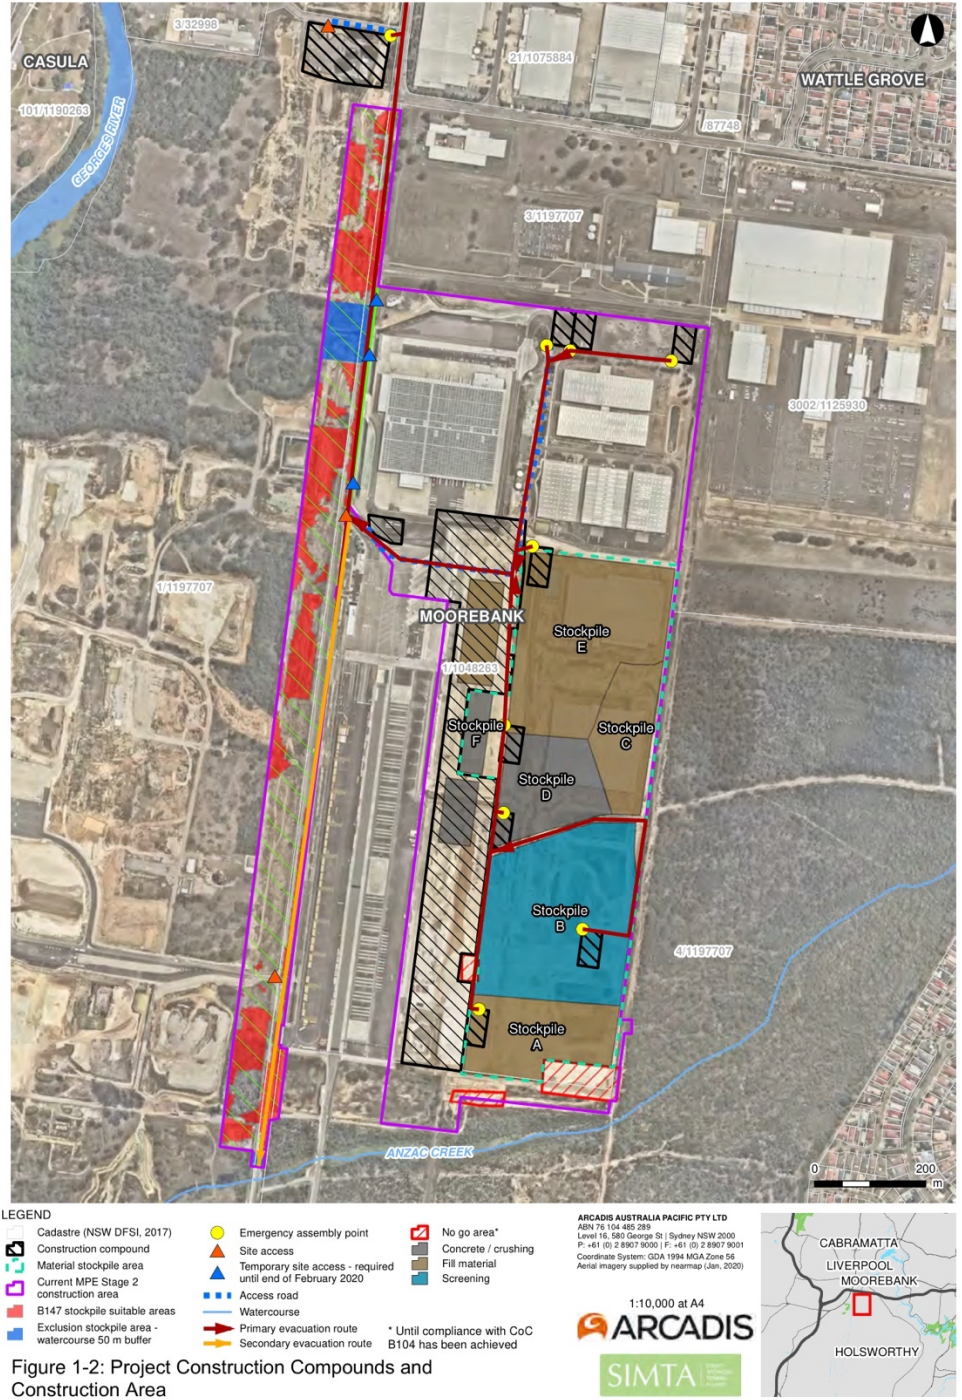 3/32998
CASULA
21/1075884
WATTLE GROVE
101/1190263
GEORGES RIVER
/87748
3/1197707
3002/1125930
1/1197707
MOOREBANK
Stockpile
E
1/1048263
Stockpile
F
Stockpile
C
Stockpile
D
Stockpile
B
4/1197707
Stockpile
A
ANZAC CREEK
0 200
m
LEGEND
Cadastre (NSW DFSI, 2017)
Construction compound
Material stockpile area
Current MPE Stage 2
construction area
B147 stockpile suitable areas
Exclusion stockpile area -
watercourse 50 m buffer
Emergency assembly point
Site access
Temporary site access - required
until end of February 2020
Access road
Watercourse
Primary evacuation route
Secondary evacuation route
No go area*
Concrete / crushing
Fill material
Screening
* Until compliance with CoC
B104 has been achieved
ARCADIS AUSTRALIA PACIFIC PTY LTD
ABN 76 104 485 289
Level 16, 580 George St | Sydney NSW 2000
P: +61 (0) 2 8907 9000 | F: +61 (0) 2 8907 9001
Coordinate System: GDA 1994 MGA Zone 56
Aerial imagery supplied by nearmap (Jan, 2020)
1:10,000 at A4
ARCADIS
SIMTA
CABRAMATTA
LIVERPOOL
MOOREBANK
HOLSWORTHY
Figure 1-2: Project Construction Compounds and
Construction Area